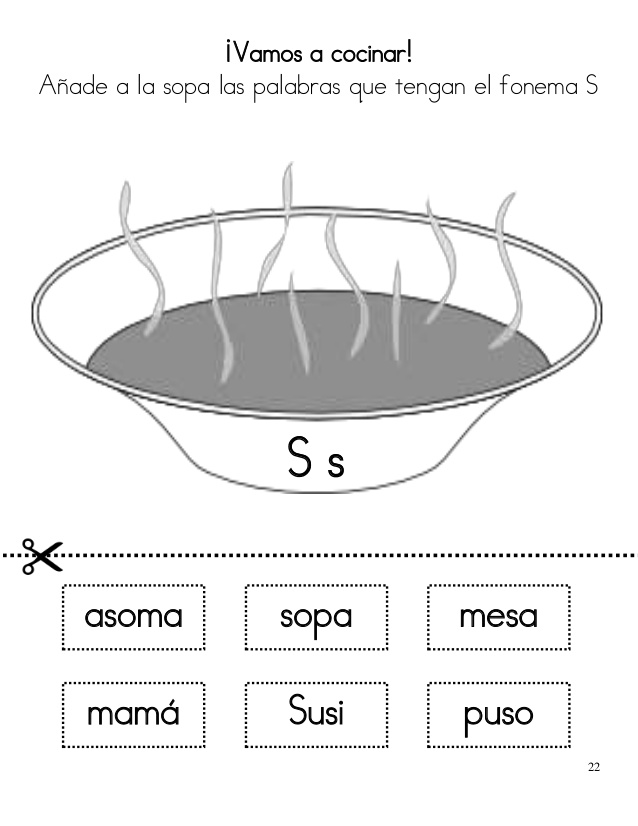 ¡Vamos a cocinar!
Añade a la sopa las palabras que tengan el fonema S
S s
asoma sopa mesa
mamá Susi puso
22